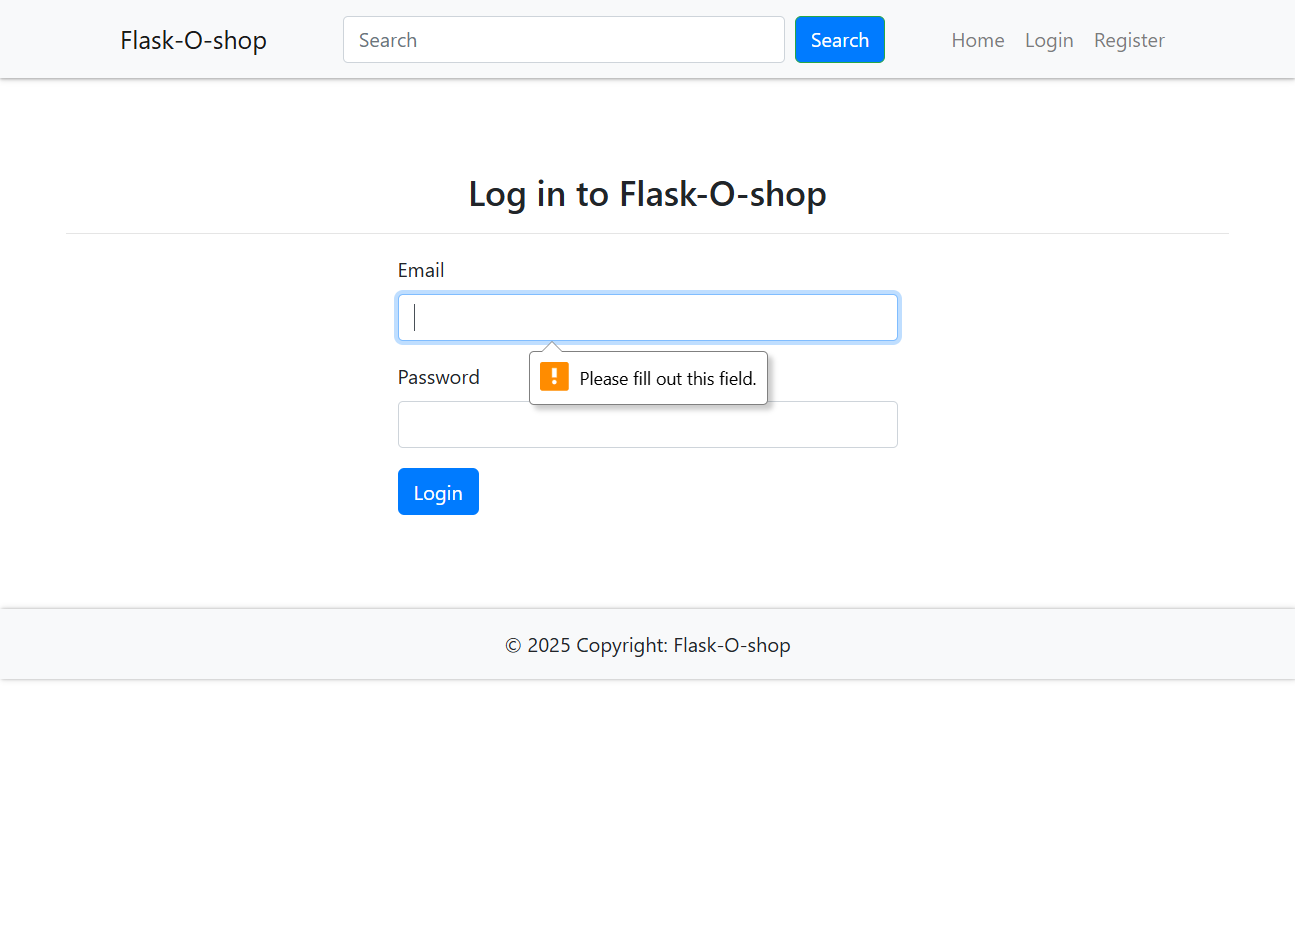 Flask-O-shop
Search
Search
Home
Login
Register
Log in to Flask-O-shop
Email
Please fill out this field.
Password
Login
© 2025 Copyright: Flask-O-shop